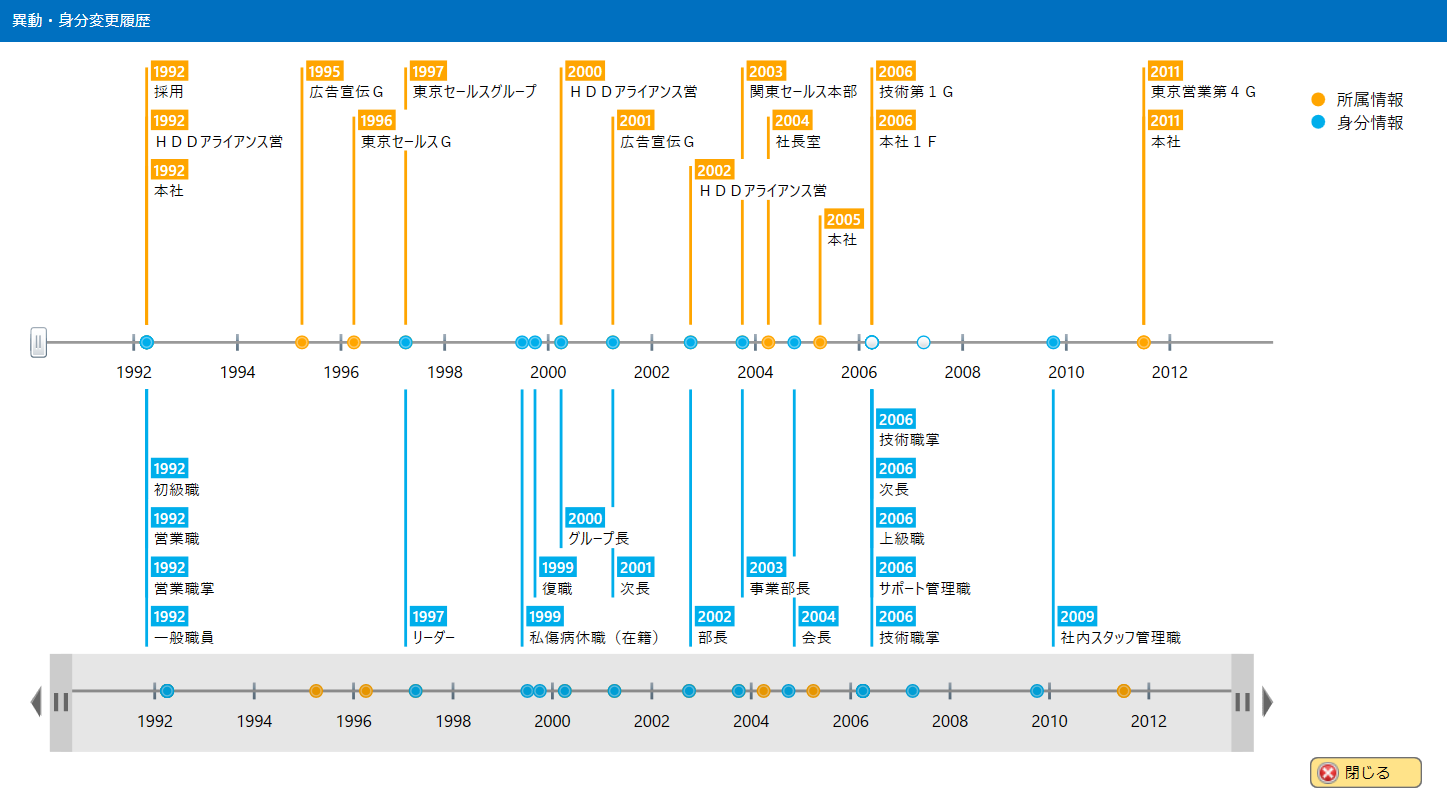 異動・身分変更履歴
1992
採用
1992
ＨＤＤアライアンス営
1992
本社
1995
広告宣伝Ｇ
1996
東京セールスＧ
1997
東京セールスグループ
2000
ＨＤＤアライアンス営
2001
広告宣伝Ｇ
2002
ＨＤＤアライアンス営
2003
関東セールス本部
2004
社長室
2005
本社
2006
技術第１Ｇ
2006
本社１Ｆ
2011
東京営業第４Ｇ
2011
本社
所属情報
身分情報
1992 1994 1996 1998 2000 2002 2004 2006 2008 2010 2012
1992
初級職
1992
営業職
1992
営業職掌
1992
一般職員
1997
リーダー
1999
私傷病休職（在籍）
1999
復職
2000
グループ長
2001
次長
2002
部長
2003
事業部長
2004
会長
2006
技術職掌
2006
次長
2006
上級職
2006
サポート管理職
2006
技術職掌
2009
社内スタッフ管理職
1992 1994 1996 1998 2000 2002 2004 2006 2008 2010 2012
閉じる